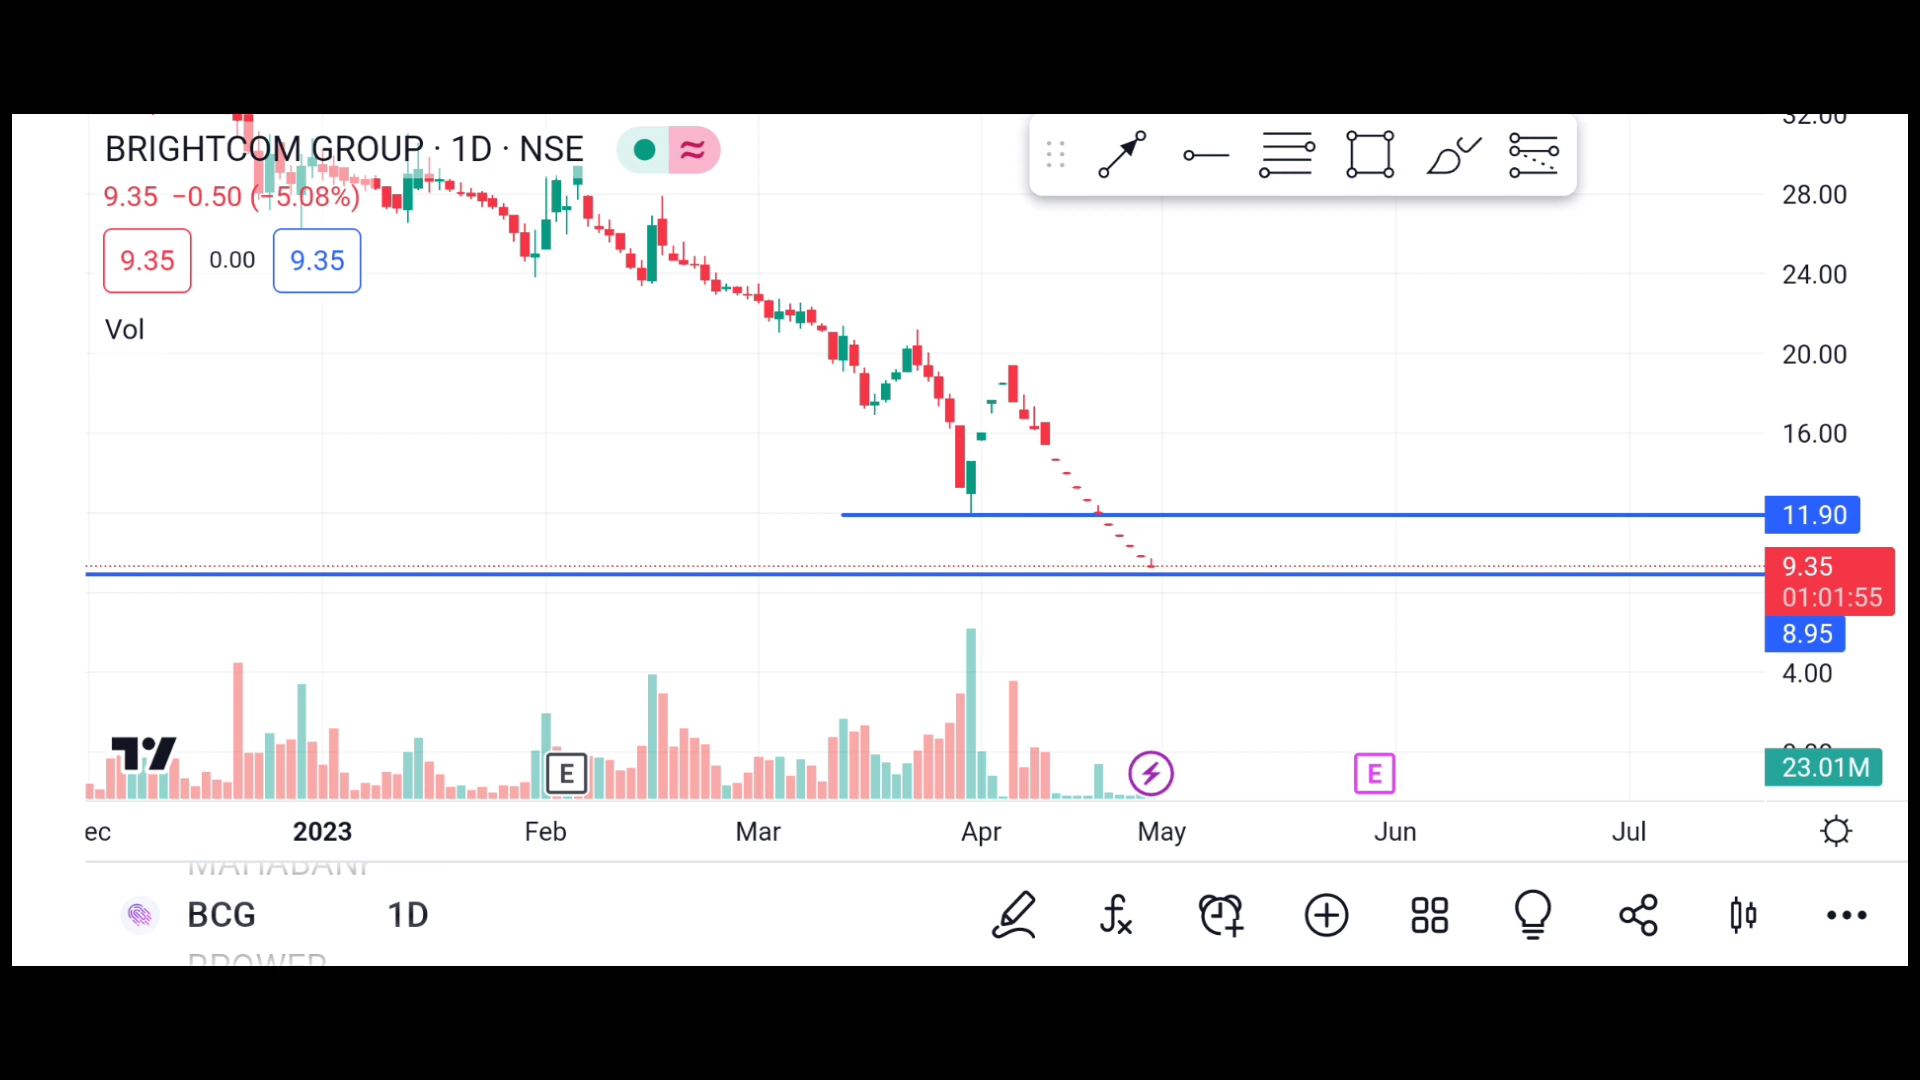 BRIGHTCOM GROUP · 1D · NSE
9.35 −0.50 (−5.08%)
9.35 0.00 9.35
Vol
32.00
28.00
24.00
20.00
16.00
11.90
9.35
01:01:55
8.95
4.00
23.01M
E
E
ec 2023 Feb Mar Apr May Jun Jul
BCG 1D